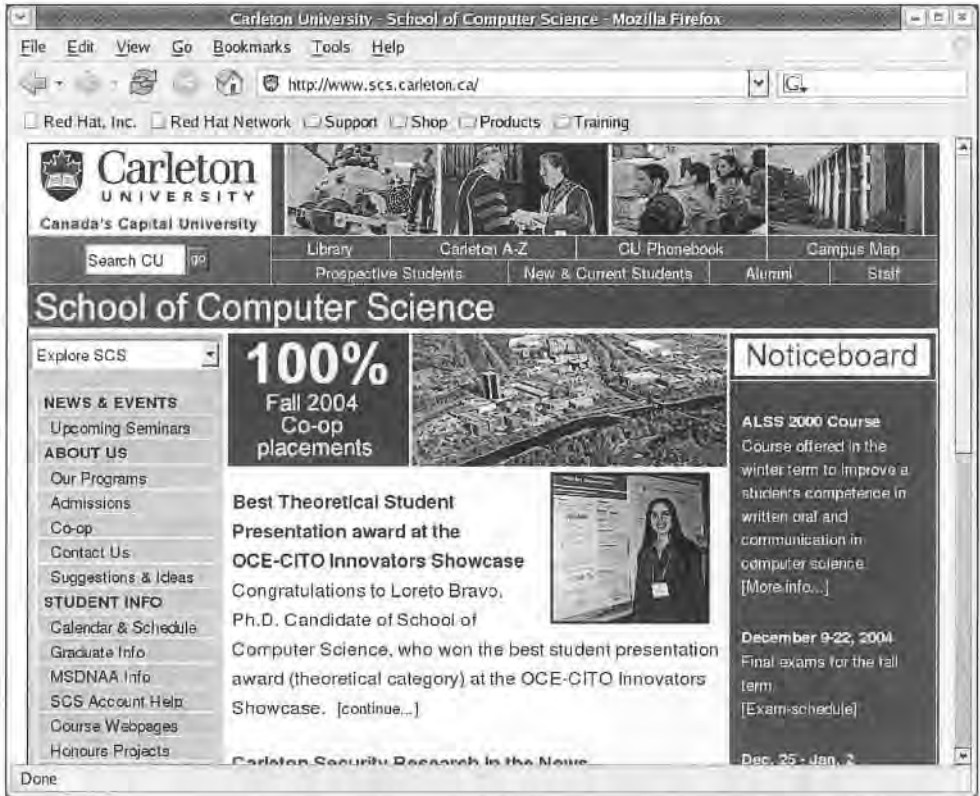 Carleton University - School of Computer Science - Mozilla Firefox
File Edit View Go Bookmarks Tools Help
http://www.scs.carleton.ca/
G
Red Hat, Inc. Red Hat Network Support Shop Products Training
Carleton
UNIVERSITY
Canada's Capital University
Search CU go
Library Carleton A-Z CU Phonebook Campus Map
Prospective Students New & Current Students Alumni Staff
School of Computer Science
Explore SCS
NEWS & EVENTS
Upcoming Seminars
ABOUT US
Our Programs
Admissions
Co-op
Contact Us
Suggestions & Ideas
STUDENT INFO
Calendar & Schedule
Graduate Info
MSDNAA Info
SCS Account Help
Course Webpages
Honours Projects
100%
Fall 2004
Co-op
placements
Best Theoretical Student
Presentation award at the
OCE-CITO Innovators Showcase
Congratulations to Loreto Bravo,
Ph.D. Candidate of School of
Computer Science, who won the best student presentation
award (theoretical category) at the OCE-CITO Innovators
Showcase. [continue...]
Carleton Security Research in the News
Noticeboard
ALSS 2000 Course
Course offered in the
winter term to improve a
students competence in
written oral and
communication in
computer science.
[More info...]
December 9-22, 2004
Final exams for the fall
term
[Exam-schedule]
Dec. 25 - Jan. 2
Done